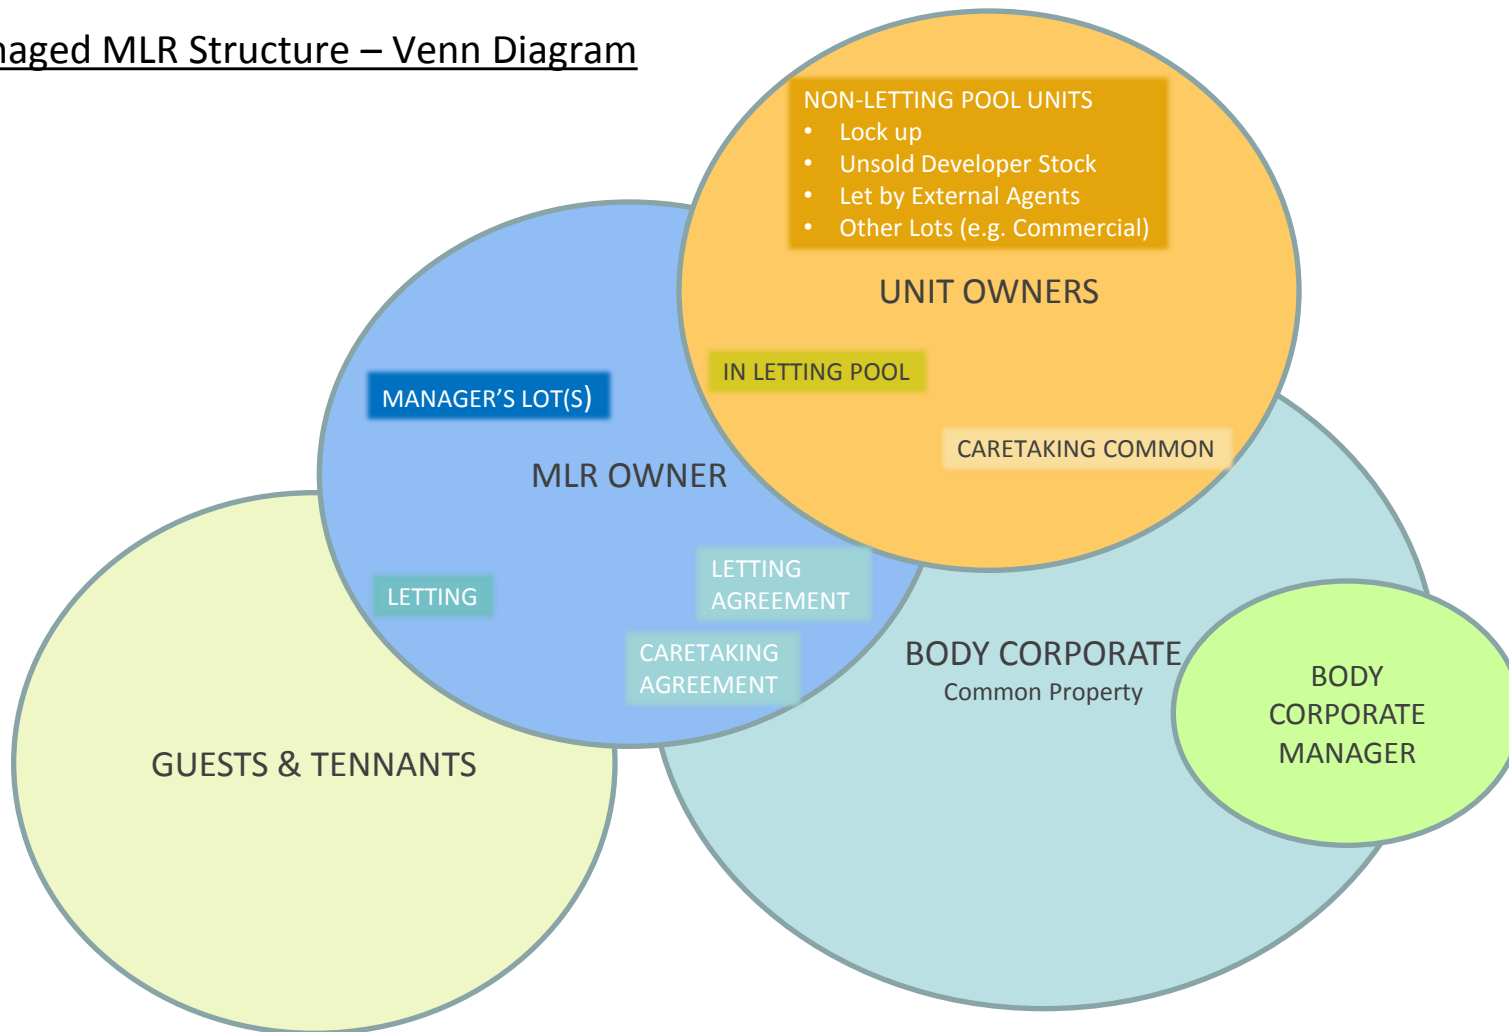 naged MLR Structure – Venn Diagram
NON-LETTING POOL UNITS
• Lock up
• Unsold Developer Stock
• Let by External Agents
• Other Lots (e.g. Commercial)
UNIT OWNERS
IN LETTING POOL
MANAGER’S LOT(S)
CARETAKING COMMON
MLR OWNER
LETTING
AGREEMENT
LETTING
CARETAKING
AGREEMENT
BODY CORPORATE
Common Property
BODY
CORPORATE
MANAGER
GUESTS & TENNANTS